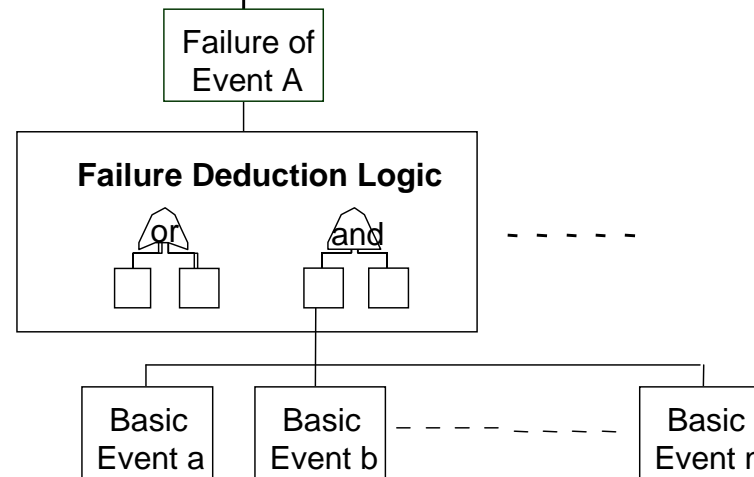 Failure of
Event A
Failure Deduction Logic
or
and
Basic
Event a
Basic
Event b
Basic
Event